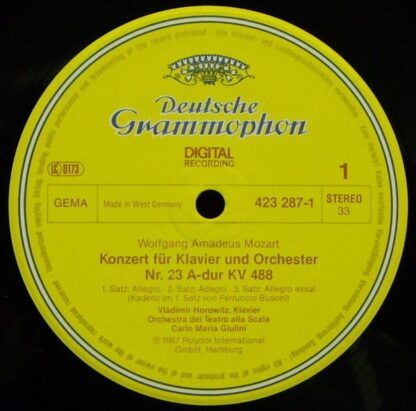 Deutsche
Grammophon
DIGITAL
RECORDING
LC 0173
1
GEMA
Made in West Germany
423 287-1
STEREO
33
Wolfgang Amadeus Mozart
Konzert für Klavier und Orchester
Nr. 23 A-dur KV 488
1. Satz: Allegro · 2. Satz: Adagio · 3. Satz: Allegro assai
(Kadenz im 1. Satz von Ferruccio Busoni)
Vladimir Horowitz, Klavier
Orchestra del Teatro alla Scala
Carlo Maria Giulini
℗ 1987 Polydor International
GmbH, Hamburg